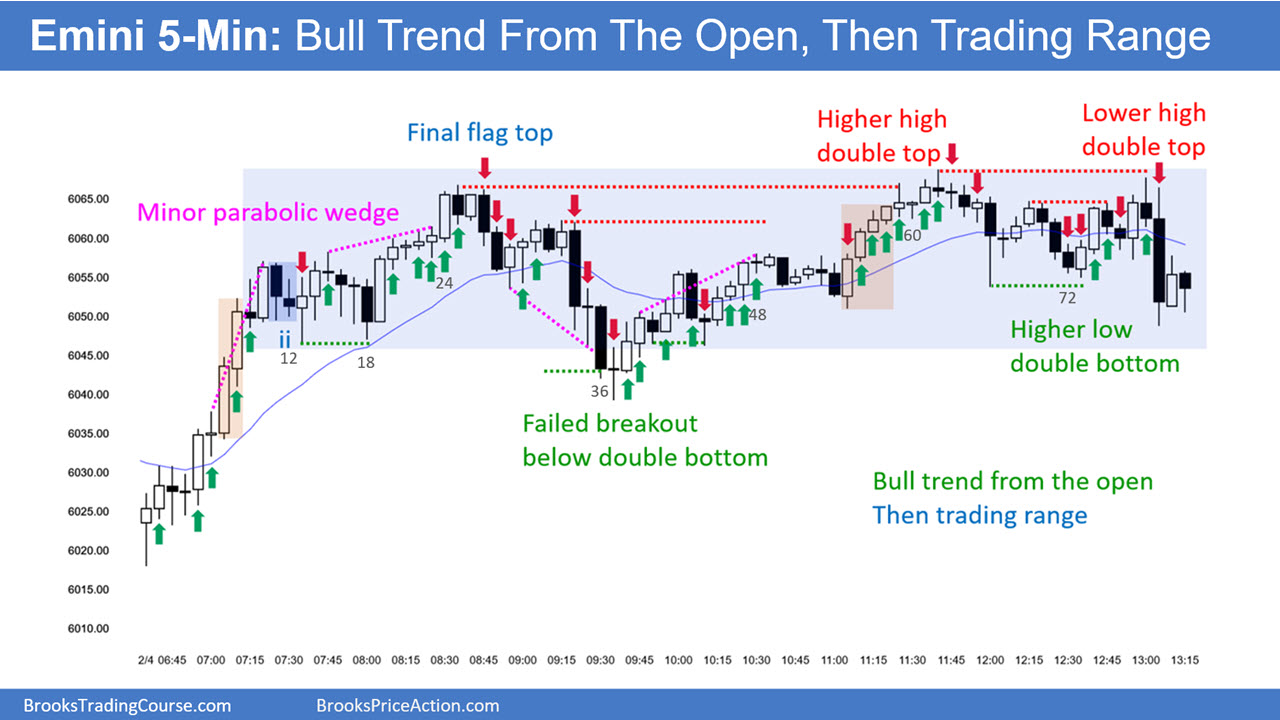 Emini 5-Min: Bull Trend From The Open, Then Trading Range
Final flag top
Higher high
double top
Lower high
double top
Minor parabolic wedge
6065.00
6060.00
6055.00
6050.00
6045.00
6040.00
6035.00
6030.00
6025.00
6020.00
6015.00
6010.00
ii
12
18
24
36
48
60
72
Failed breakout
below double bottom
Higher low
double bottom
Bull trend from the open
Then trading range
2/4 06:45 07:00 07:15 07:30 07:45 08:00 08:15 08:30 08:45 09:00 09:15 09:30 09:45 10:00 10:15 10:30 10:45 11:00 11:15 11:30 11:45 12:00 12:15 12:30 12:45 13:00 13:15
BrooksTradingCourse.com
BrooksPriceAction.com